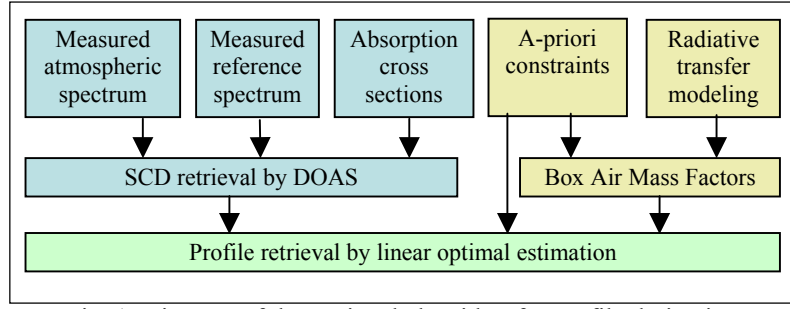 Measured atmospheric spectrum
Measured reference spectrum
Absorption cross sections
A-priori constraints
Radiative transfer modeling
SCD retrieval by DOAS
Box Air Mass Factors
Profile retrieval by linear optimal estimation